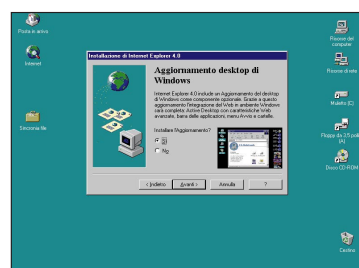 Posta in arrivo
Internet
Sincronia file
Installazione di Internet Explorer 4.0
Aggiornamento desktop di
Windows
Internet Explorer 4.0 include un Aggiornamento del desktop
di Windows come componente opzionale. Grazie a questo
aggiornamento l'integrazione del Web in ambiente Windows
sarà completa: Active Desktop con caratteristiche Web
avanzate, barra delle applicazioni, menu Avvio e cartelle.
Installare l'Aggiornamento?
Sì
No
< Indietro
Avanti >
Annulla
?
Risorse del
computer
Risorse di rete
(C)
Floppy da 3,5 pollici
(A)
Disco CD-ROM
Cestino